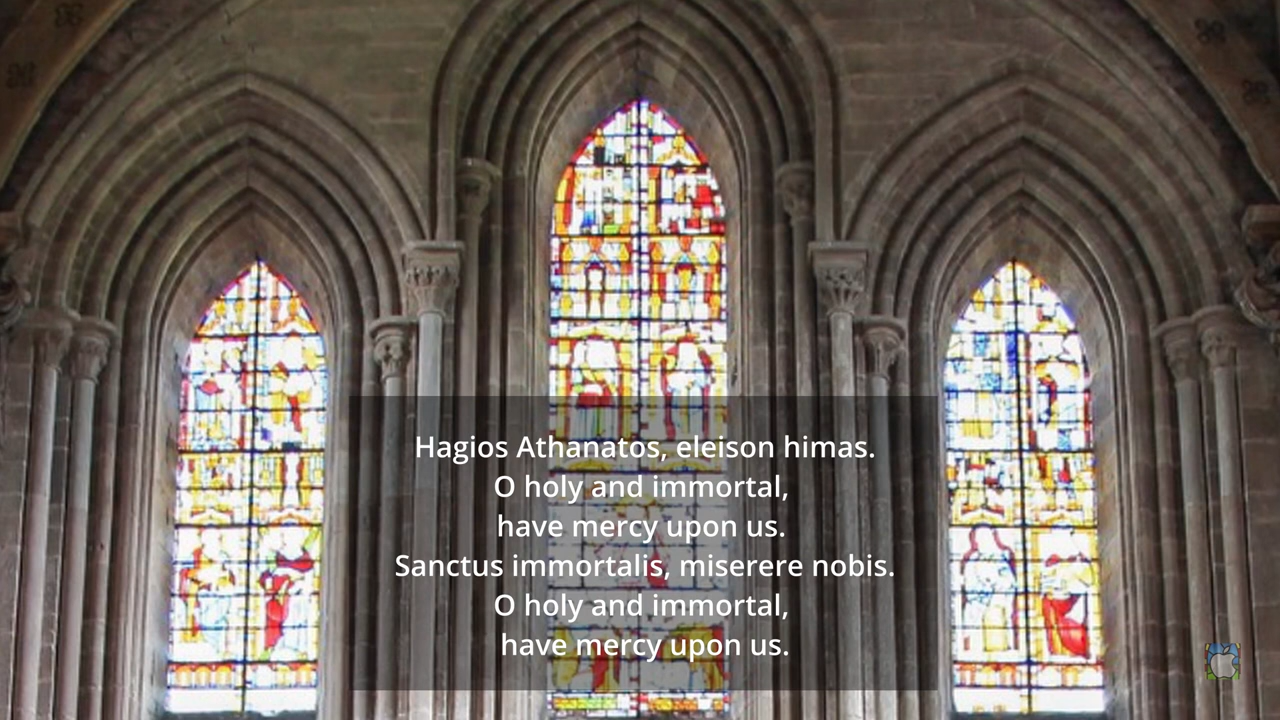 Hagios Athanatos, eleison himas.
O holy and immortal,
have mercy upon us.
Sanctus immortalis, miserere nobis.
O holy and immortal,
have mercy upon us.